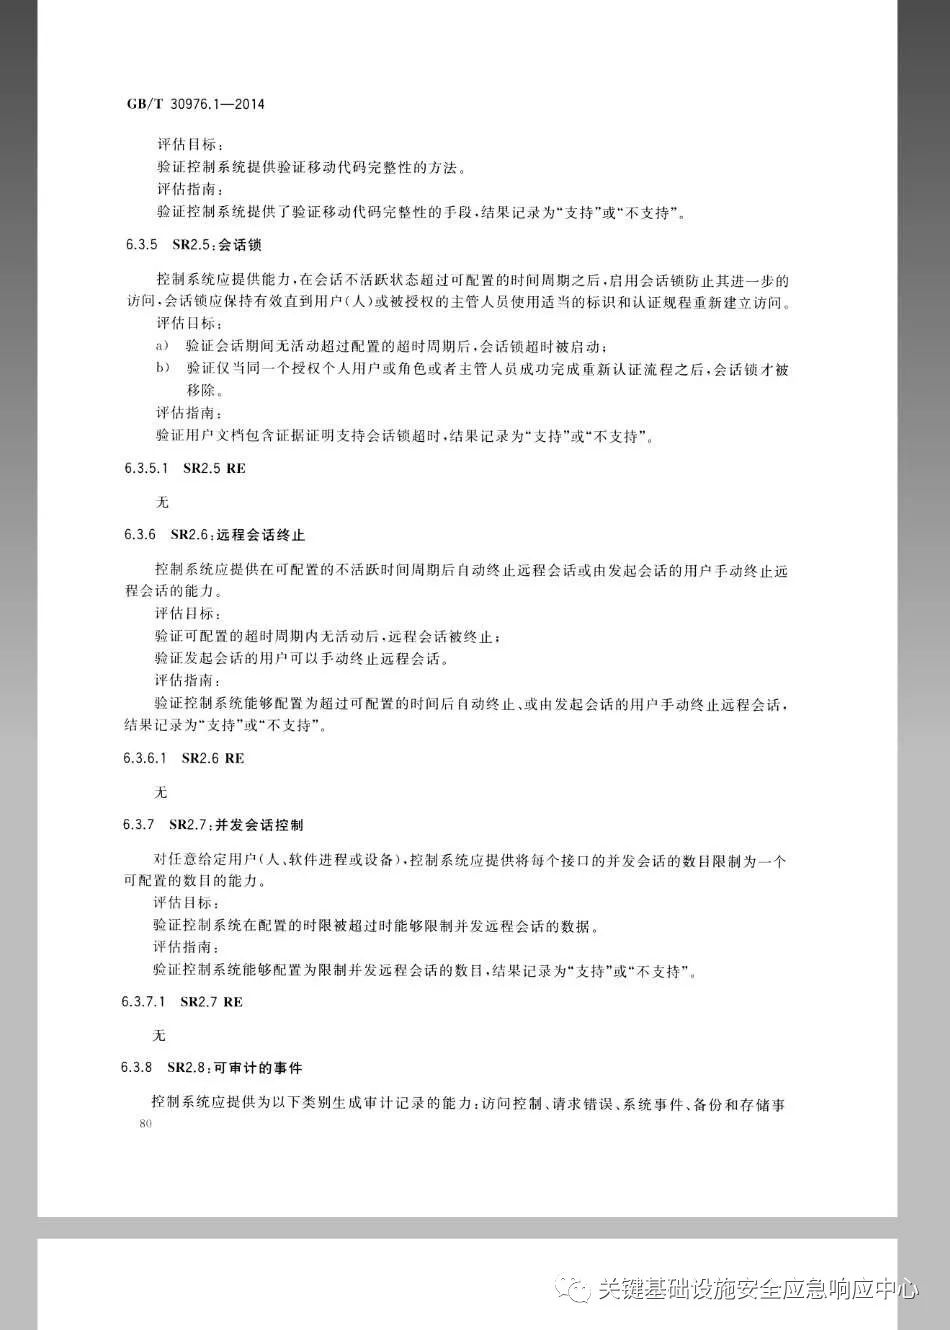 GB/T 30976.1—2014
评估目标:
验证控制系统提供验证移动代码完整性的方法。
评估指南:
验证控制系统提供了验证移动代码完整性的手段,结果记录为“支持”或“不支持”。
6.3.5 SR2.5:会话锁
控制系统应提供能力,在会话不活跃状态超过可配置的时间周期之后,启用会话锁防止其进一步的
访问,会话锁应保持有效直到用户(人)或被授权的主管人员使用适当的标识和认证规程重新建立访问。
评估目标:
a) 验证会话期间无活动超过配置的超时周期后,会话锁超时被启动;
b) 验证仅当同一个授权个人用户或角色或者主管人员成功完成重新认证流程之后,会话锁才被
移除。
评估指南:
验证用户文档包含证据证明支持会话锁超时,结果记录为“支持”或“不支持”。
6.3.5.1 SR2.5 RE
无
6.3.6 SR2.6:远程会话终止
控制系统应提供在可配置的不活跃时间周期后自动终止远程会话或由发起会话的用户手动终止远
程会话的能力。
评估目标:
验证可配置的超时周期内无活动后,远程会话被终止;
验证发起会话的用户可以手动终止远程会话。
评估指南:
验证控制系统能够配置为超过可配置的时间后自动终止、或由发起会话的用户手动终止远程会话,
结果记录为“支持”或“不支持”。
6.3.6.1 SR2.6 RE
无
6.3.7 SR2.7:并发会话控制
对任意给定用户(人、软件进程或设备),控制系统应提供将每个接口的并发会话的数目限制为一个
可配置的数目的能力。
评估目标:
验证控制系统在配置的时限被超过时能够限制并发远程会话的数据。
评估指南:
验证控制系统能够配置为限制并发远程会话的数目,结果记录为“支持”或“不支持”。
6.3.7.1 SR2.7 RE
无
6.3.8 SR2.8:可审计的事件
控制系统应提供为以下类别生成审计记录的能力:访问控制、请求错误、系统事件、备份和存储事
80
关键基础设施安全应急响应中心